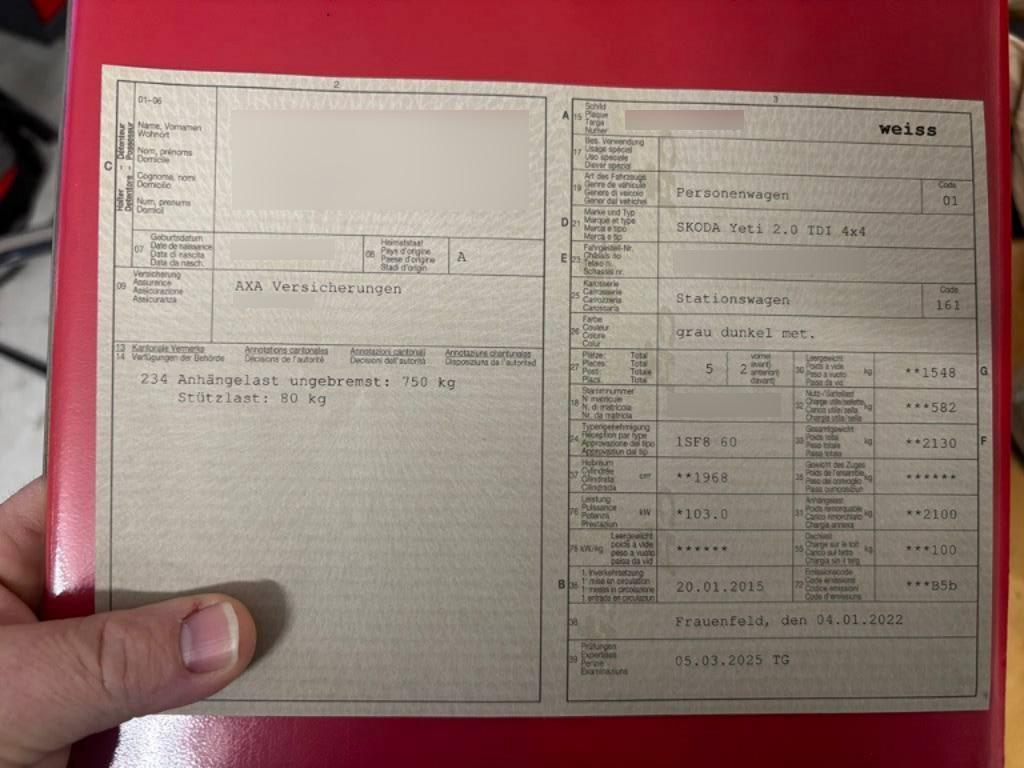 2
01-06
Name, Vornamen
Wohnort
Nom, prénoms
Domicile
Cognome, nomi
Domicilio
Num, prenums
Domicil
C
Halter - Détenteur
Detentore - Possessur
07
Geburtsdatum
Date de naissance
Data di nascita
Data da nasch.
08
Heimatstaat
Pays d'origine
Paese d'origine
Stadi d'origin
A
09
Versicherung
Assurance
Assicurazione
Assicuranza
AXA Versicherungen
13 Kantonale Vermerke Annotations cantonales Annotazioni cantonali Annotaziuns chantunalas
14 Verfügungen der Behörde Décisions de l'autorité Decisioni dell'autorità Disposiziuns da l'autoritad
234 Anhängelast ungebremst: 750 kg
Stützlast: 80 kg
3
A 15
Schild
Plaque
Targa
Numer
weiss
17
Bes. Verwendung
Usage spécial
Uso speciale
Diever spezial
19
Art des Fahrzeugs
Genre de véhicule
Genere di veicolo
Gener dal vehichel
Personenwagen
Code
01
D 21
Marke und Typ
Marque et type
Marca e tipo
Marca e tip
SKODA Yeti 2.0 TDI 4x4
E 23
Fahrgestell-Nr.
Châssis no
Telaio n.
Schassis nr.
25
Karosserie
Carrosserie
Carrozzeria
Carossaria
Stationswagen
Code
161
26
Farbe
Couleur
Colore
Colur
grau dunkel met.
27
Plätze: Total
Places: Total
Posti: Totale
Plazs: Total
5
2
vorne
avant
anteriori
davant
30
Leergewicht
Poids à vide
Peso a vuoto
Paisa da vid
kg
**1548
G
18
Stammnummer
N° matricule
N. di matricola
Nr. da matricla
32
Nutz-/Sattellast
Charge utile/sellette
Carico utile/sella
Chargia utila/sella
kg
***582
24
Typengenehmigung
Réception par type
Approvazione del tipo
Approvaziun dal tip
1SF8 60
33
Gesamtgewicht
Poids total
Peso totale
Paisa totala
kg
**2130
F
37
Hubraum
Cylindrée
Cilindrata
Cilindrada
cm³
**1968
35
Gewicht des Zuges
Poids de l'ensemble
Peso del convoglio
Paisa cumposiziun
kg
******
76
Leistung
Puissance
Potenza
Prestaziun
kW
*103.0
31
Anhängelast
Poids remorquable
Carico rimorchiato
Chargia annexa
kg
**2100
78 kW/kg
Leergewicht
poids à vide
peso a vuoto
paisa da vid
******
55
Dachlast
Charge sur le toit
Carico sul tetto
Chargia sin il tetg
kg
***100
B 36
1. Inverkehrsetzung
1ère mise en circulation
1a messa in circolazione
1. entrada en circulaziun
20.01.2015
72
Emissionscode
Code émissions
Codice emissioni
Code d'emissiuns
***B5b
38
Frauenfeld, den 04.01.2022
39
Prüfungen
Expertises
Perizie
Examinaziuns
05.03.2025 TG